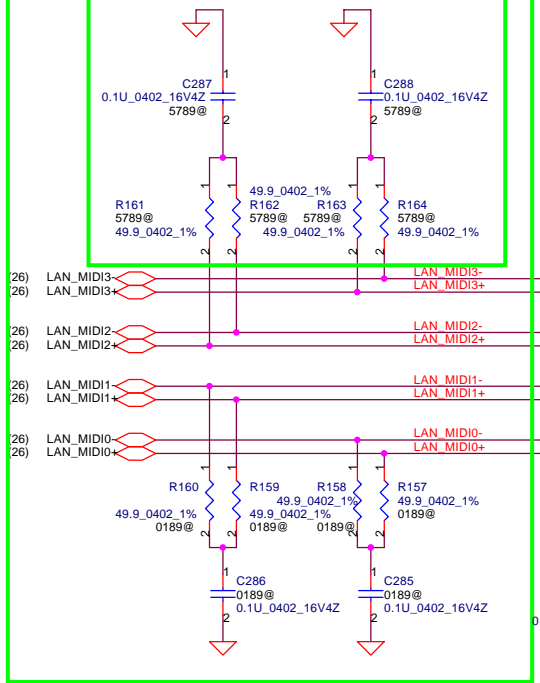 1
1
C287
C288
0.1U_0402_16V4Z
0.1U_0402_16V4Z
5789@
5789@
2
2
1
1
49.9_0402_1%
1
1
R161
R162
R163
R164
5789@
5789@
5789@
5789@
49.9_0402_1%
49.9_0402_1%
49.9_0402_1%
2
2
2
2
(26) LAN_MIDI3- LAN_MIDI3-
(26) LAN_MIDI3+ LAN_MIDI3+
(26) LAN_MIDI2- LAN_MIDI2-
(26) LAN_MIDI2+ LAN_MIDI2+
(26) LAN_MIDI1- LAN_MIDI1-
(26) LAN_MIDI1+ LAN_MIDI1+
(26) LAN_MIDI0- LAN_MIDI0-
(26) LAN_MIDI0+ LAN_MIDI0+
1
1
1
1
R160
R159
R158
R157
49.9_0402_1%
49.9_0402_1%
49.9_0402_1%
49.9_0402_1%
0189@
0189@
0189@
0189@
2
2
2
2
1
1
C286
C285
0189@
0189@
0.1U_0402_16V4Z
0.1U_0402_16V4Z
2
2
0